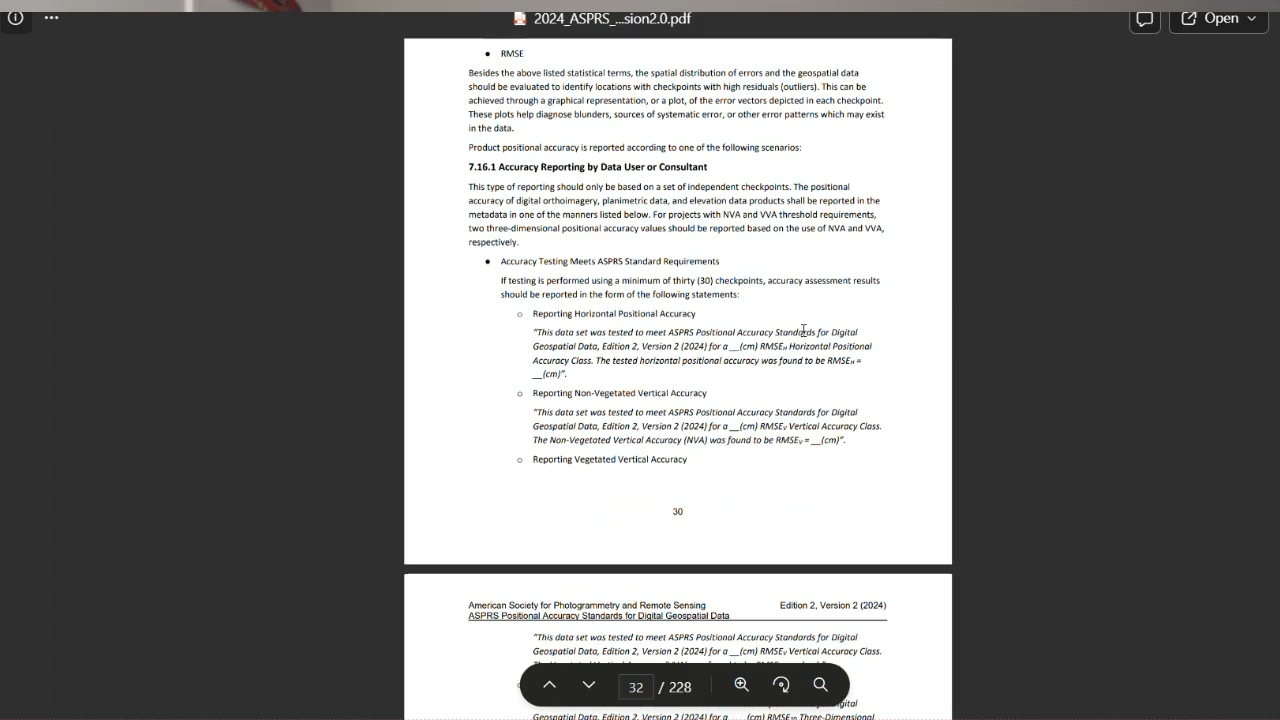 2024_ASPRS_...sion2.0.pdf
Open
• RMSE
Besides the above listed statistical terms, the spatial distribution of errors and the geospatial data
should be evaluated to identify locations with checkpoints with high residuals (outliers). This can be
achieved through a graphical representation, or a plot, of the error vectors depicted in each checkpoint.
These plots help diagnose blunders, sources of systematic error, or other error patterns which may exist
in the data.
Product positional accuracy is reported according to one of the following scenarios:
7.16.1 Accuracy Reporting by Data User or Consultant
This type of reporting should only be based on a set of independent checkpoints. The positional
accuracy of digital orthoimagery, planimetric data, and elevation data products shall be reported in the
metadata in one of the manners listed below. For projects with NVA and VVA threshold requirements,
two three-dimensional positional accuracy values should be reported based on the use of NVA and VVA,
respectively.
• Accuracy Testing Meets ASPRS Standard Requirements
If testing is performed using a minimum of thirty (30) checkpoints, accuracy assessment results
should be reported in the form of the following statements:
○ Reporting Horizontal Positional Accuracy
"This data set was tested to meet ASPRS Positional Accuracy Standards for Digital
Geospatial Data, Edition 2, Version 2 (2024) for a __(cm) RMSEH Horizontal Positional
Accuracy Class. The tested horizontal positional accuracy was found to be RMSEH =
__(cm)".
○ Reporting Non-Vegetated Vertical Accuracy
"This data set was tested to meet ASPRS Positional Accuracy Standards for Digital
Geospatial Data, Edition 2, Version 2 (2024) for a __(cm) RMSEV Vertical Accuracy Class.
The Non-Vegetated Vertical Accuracy (NVA) was found to be RMSEV = __(cm)".
○ Reporting Vegetated Vertical Accuracy
30
American Society for Photogrammetry and Remote Sensing Edition 2, Version 2 (2024)
ASPRS Positional Accuracy Standards for Digital Geospatial Data
"This data set was tested to meet ASPRS Positional Accuracy Standards for Digital
Geospatial Data, Edition 2, Version 2 (2024) for a __(cm) RMSEV Vertical Accuracy Class.
32 / 228
Geospatial Data, Edition 2, Version 2 (2024) for a __(cm) RMSE3D Three-Dimensional